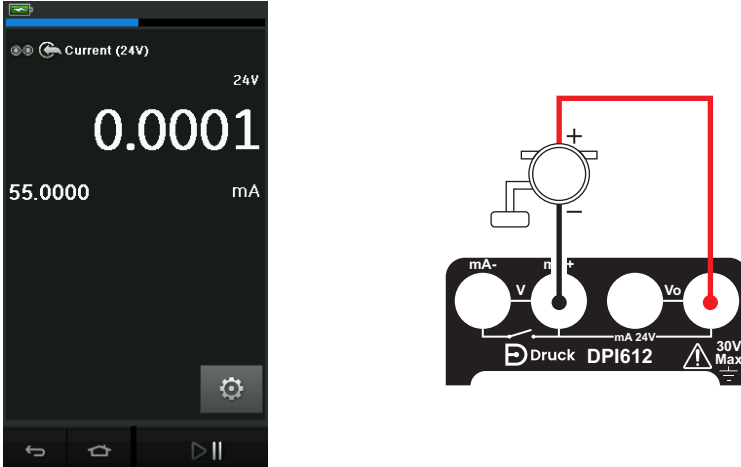 Current (24V)
24V
0.0001
55.0000 mA
+
−
mA-
V
Vo
mA 24V
Druck DPI612
30V
Max